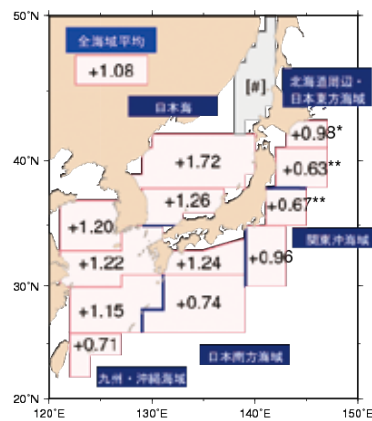 50°N
全海域平均
+1.08
[#]
北海道周辺・
日本東方海域
日本海
+0.98*
40°N
+1.72
+0.63**
+1.26
+0.67**
+1.20
関東沖海域
+1.22
+1.24
+0.96
30°N
+1.15
+0.74
+0.71
日本南方海域
九州・沖縄海域
20°N
120°E
130°E
140°E
150°E